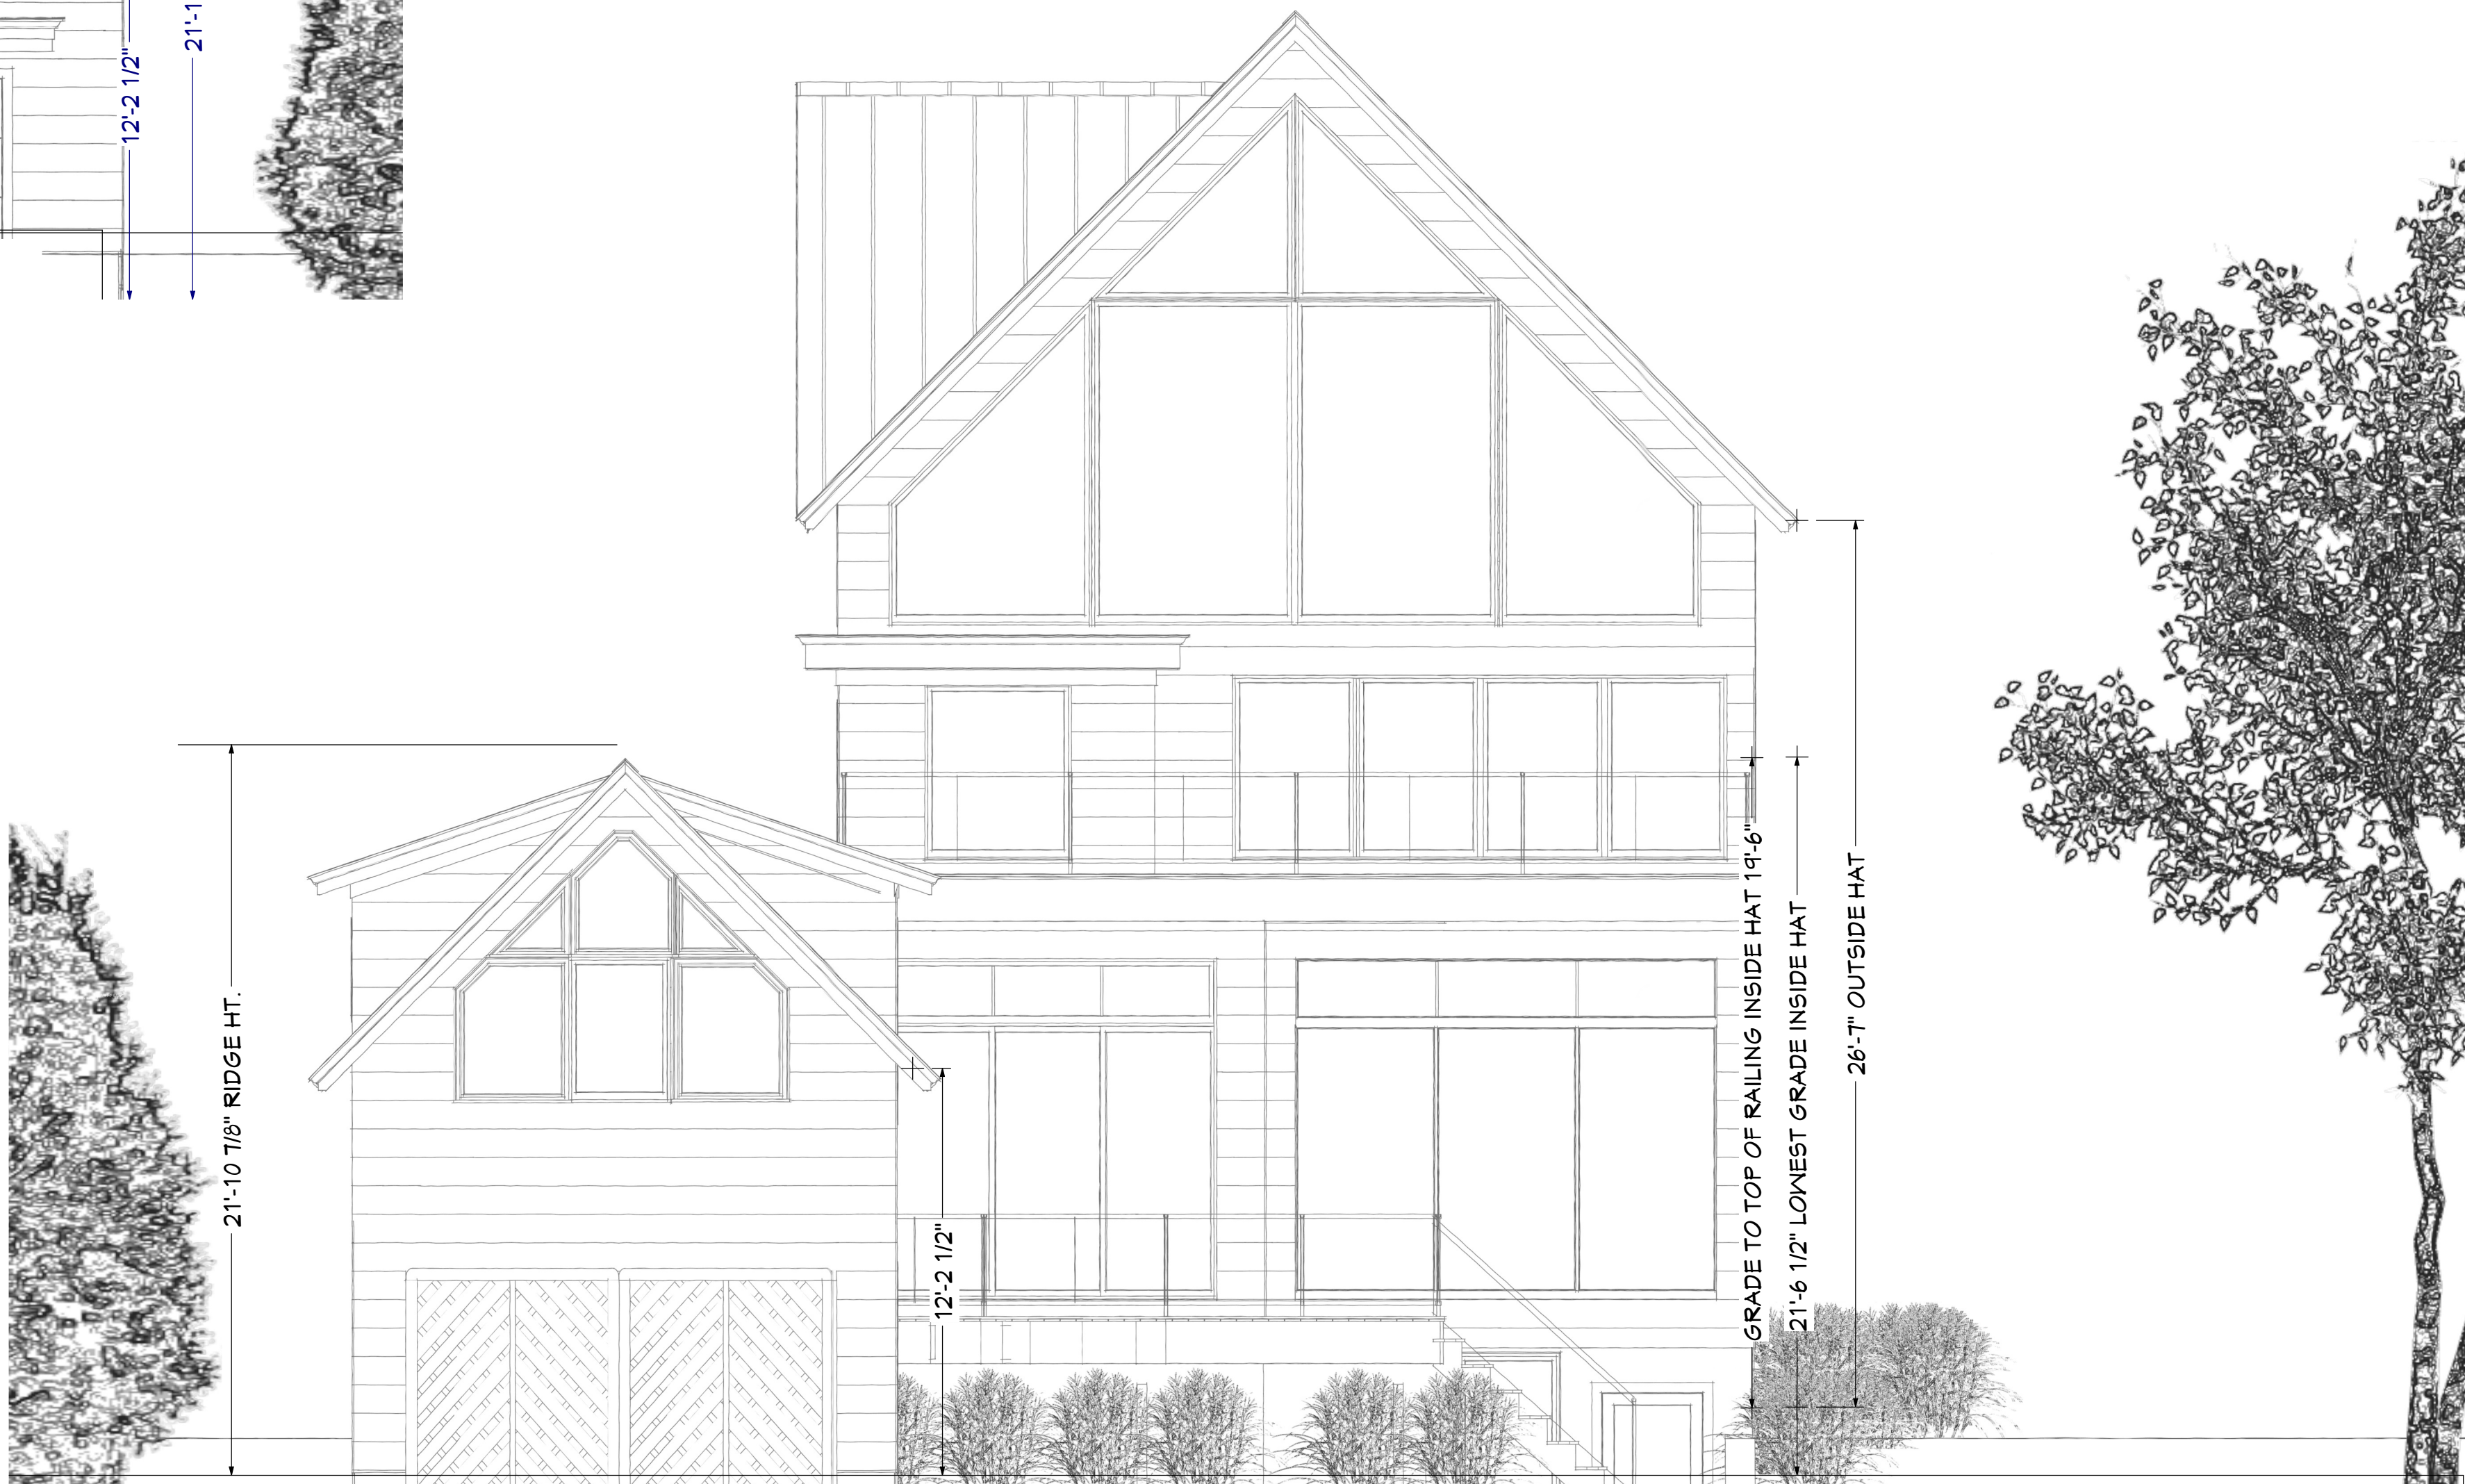 12'-2 1/2"
21'-1
21'-10 7/8" RIDGE HT.
12'-2 1/2"
GRADE TO TOP OF RAILING INSIDE HAT 19'-6"
21'-6 1/2" LOWEST GRADE INSIDE HAT
26'-7" OUTSIDE HAT